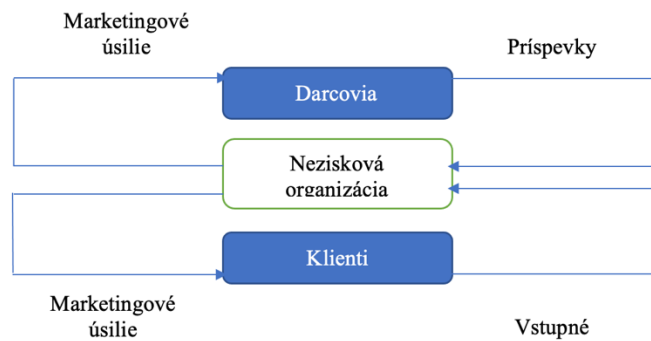 Marketingové
úsilie
Príspevky
Darcovia
Nezisková
organizácia
Klienti
Marketingové
úsilie
Vstupné